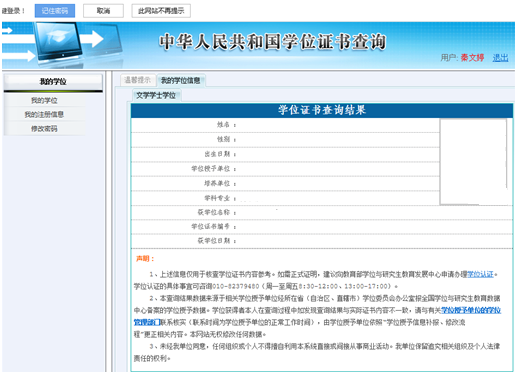 键登录！ 记住密码 取消 此网站不再提示
中华人民共和国学位证书查询
用户: 秦文婷 退出
我的学位
我的学位
我的注册信息
修改密码
温馨提示 我的学位信息
文学学士学位
学位证书查询结果
姓名：
性别：
出生日期：
学位授予单位：
培养单位：
学科专业：
获学位名称：
学位证书编号：
获学位日期：
声明：
1、上述信息仅用于核查学位证书内容参考。如需正式证明，建议向教育部学位与研究生教育发展中心申请办理学位认证。
学位认证的具体事宜可咨询010-82379480（周一至周五8:30-12:00、13:00-17:00）。
2、本查询结果数据来源于相关学位授予单位经所在省（自治区、直辖市）学位委员会办公室报全国学位与研究生教育数据
中心备案的学位授予数据。学位获得者本人在查询过程中如发现查询结果与实际证书内容不一致，请与有关学位授予单位的学位
管理部门联系核实（联系时间为学位授予单位的正常工作时间），由学位授予单位依照"学位授予信息补报、修改流
程"更正相关内容。本网站无权修改任何数据。
3、未经我单位同意，任何组织或个人不得擅自利用本系统直接或间接从事商业活动。我单位保留追究相关组织及个人法律
责任的权利。